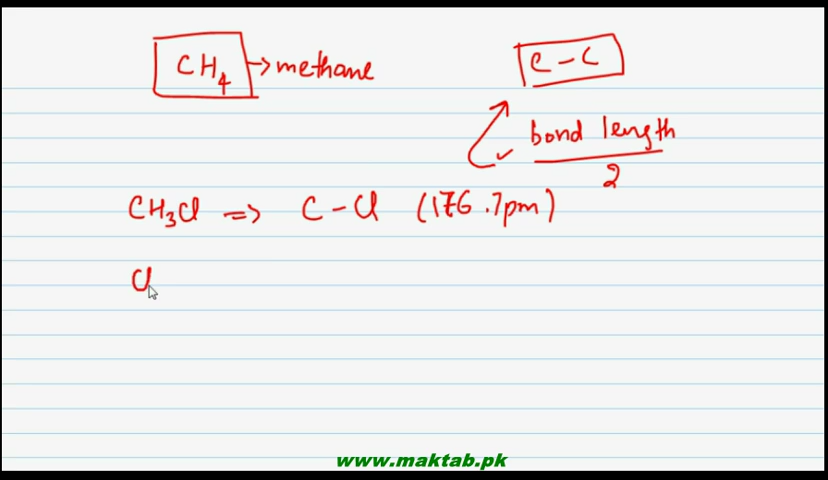 CH4 → methane
C - C
bond length
2
CH3Cl => C - Cl (176.7pm)
Cl
www.maktab.pk